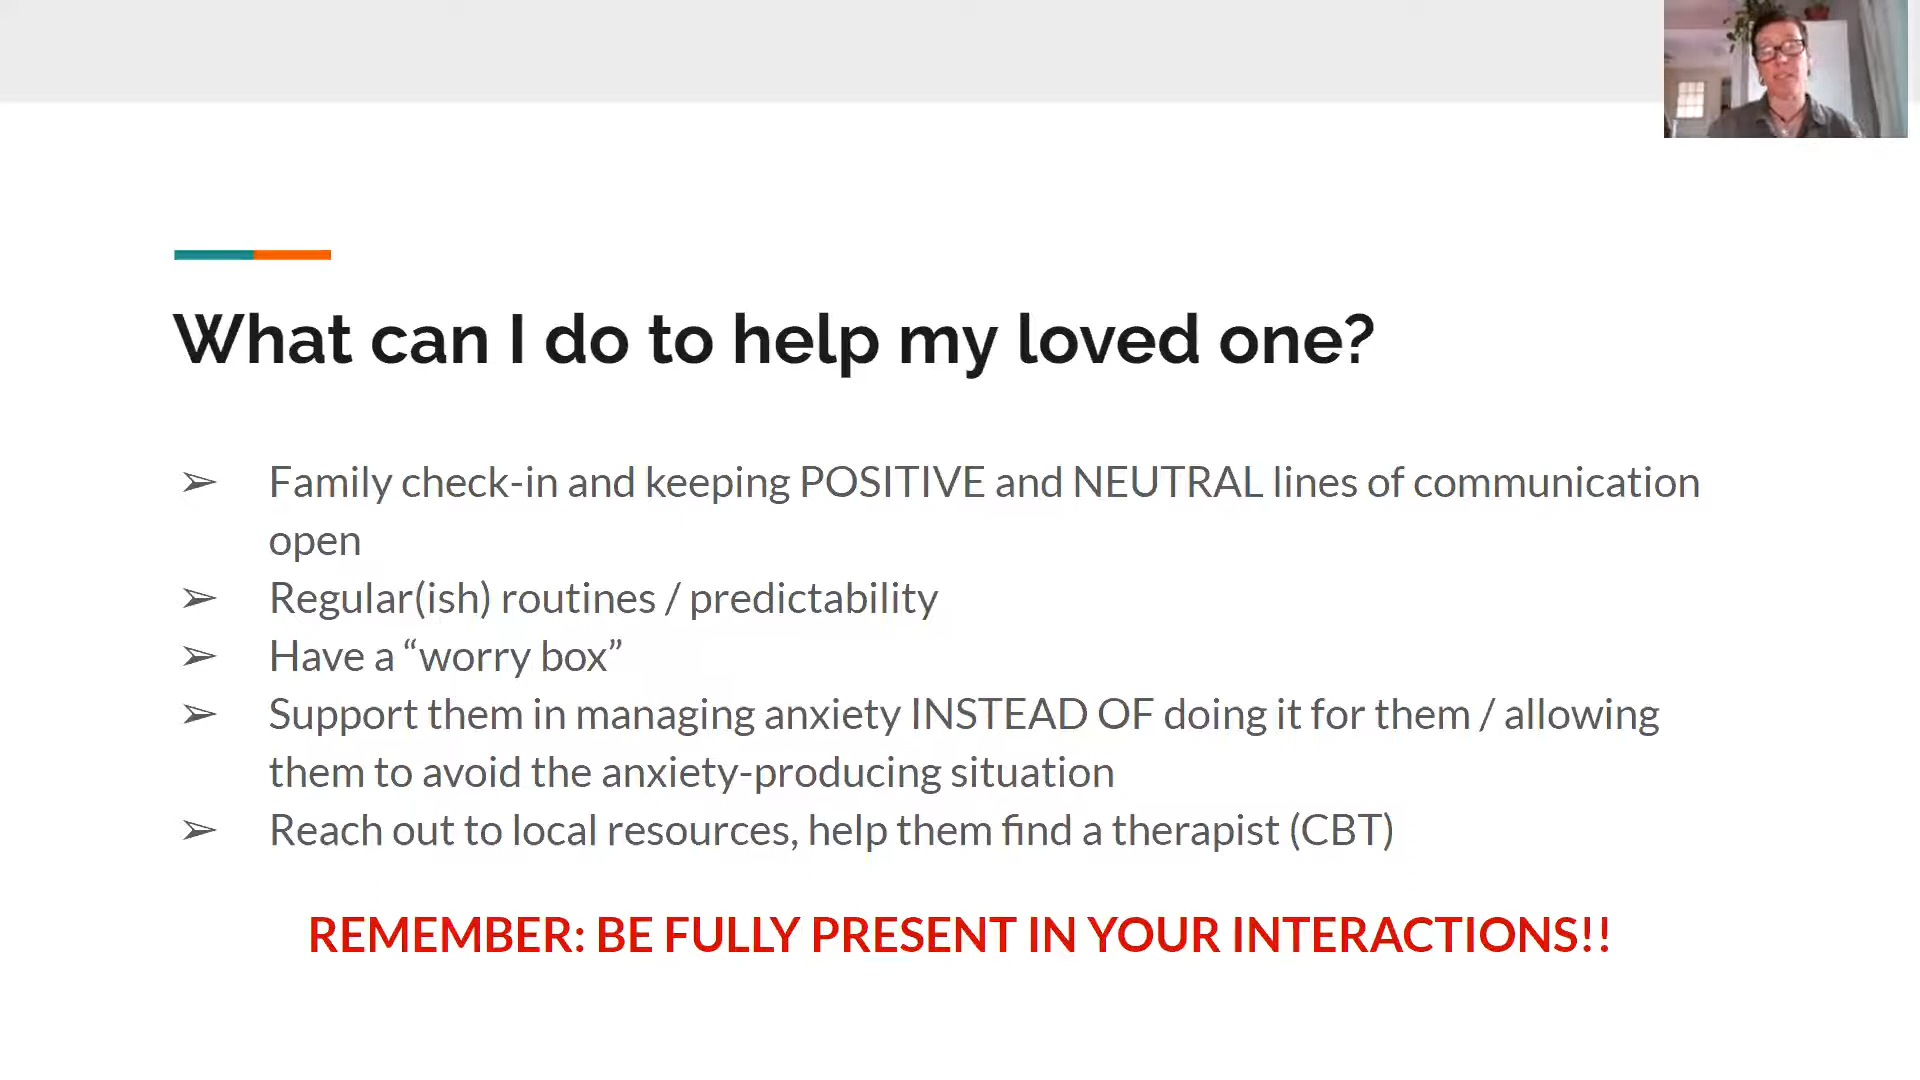 What can I do to help my loved one?
➢ Family check-in and keeping POSITIVE and NEUTRAL lines of communication
open
➢ Regular(ish) routines / predictability
➢ Have a “worry box”
➢ Support them in managing anxiety INSTEAD OF doing it for them / allowing
them to avoid the anxiety-producing situation
➢ Reach out to local resources, help them find a therapist (CBT)
REMEMBER: BE FULLY PRESENT IN YOUR INTERACTIONS!!